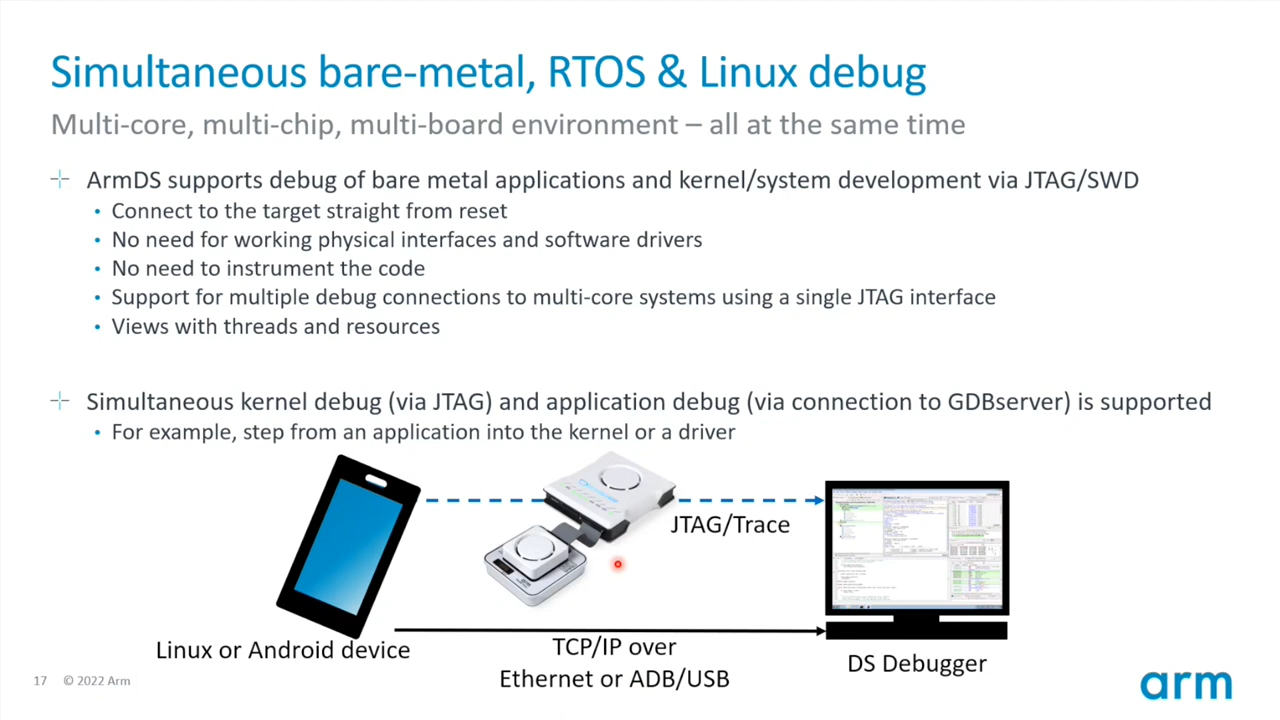 Simultaneous bare-metal, RTOS & Linux debug
Multi-core, multi-chip, multi-board environment – all at the same time
ArmDS supports debug of bare metal applications and kernel/system development via JTAG/SWD
• Connect to the target straight from reset
• No need for working physical interfaces and software drivers
• No need to instrument the code
• Support for multiple debug connections to multi-core systems using a single JTAG interface
• Views with threads and resources
Simultaneous kernel debug (via JTAG) and application debug (via connection to GDBserver) is supported
• For example, step from an application into the kernel or a driver
JTAG/Trace
Linux or Android device
TCP/IP over
Ethernet or ADB/USB
DS Debugger
17 © 2022 Arm
arm